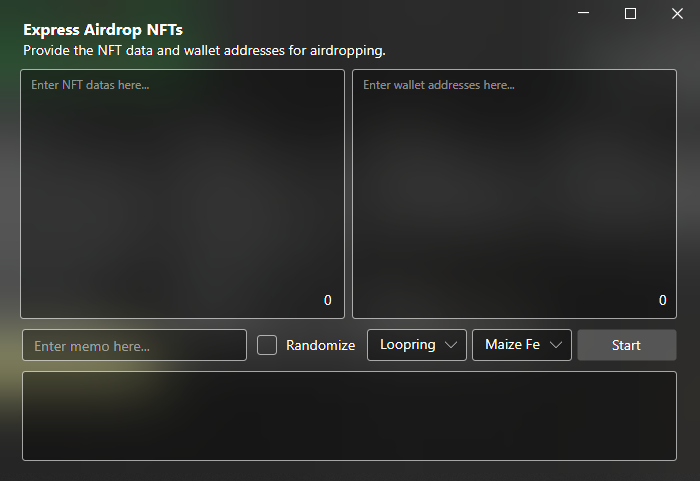 Express Airdrop NFTs
Provide the NFT data and wallet addresses for airdropping.
Enter NFT datas here...
Enter wallet addresses here...
0
0
Enter memo here...
Randomize
Loopring
Maize Fe
Start